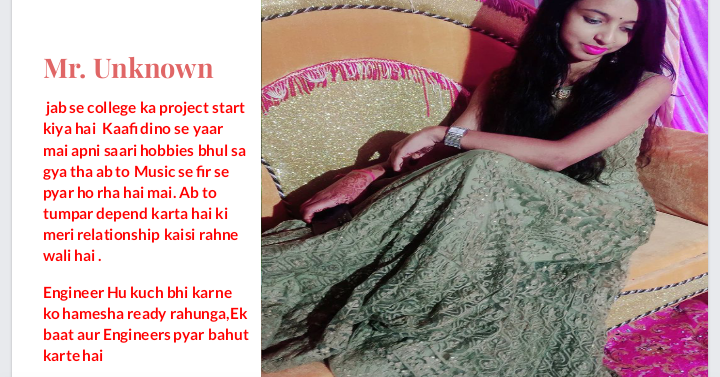 Mr. Unknown
jab se college ka project start
kiya hai Kaafi dino se yaar
mai apni saari hobbies bhul sa
gya tha ab to Music se fir se
pyar ho rha hai mai. Ab to
tumpar depend karta hai ki
meri relationship kaisi rahne
wali hai .
Engineer Hu kuch bhi karne
ko hamesha ready rahunga,Ek
baat aur Engineers pyar bahut
karte hai